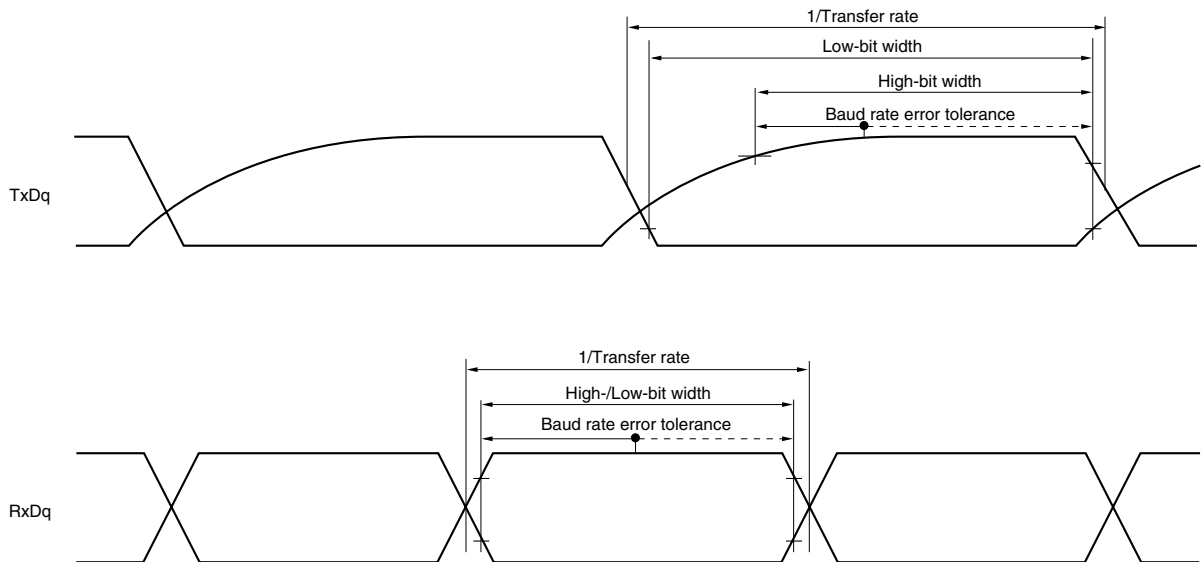 1/Transfer rate
Low-bit width
High-bit width
Baud rate error tolerance
TxDq
1/Transfer rate
High-/Low-bit width
Baud rate error tolerance
RxDq